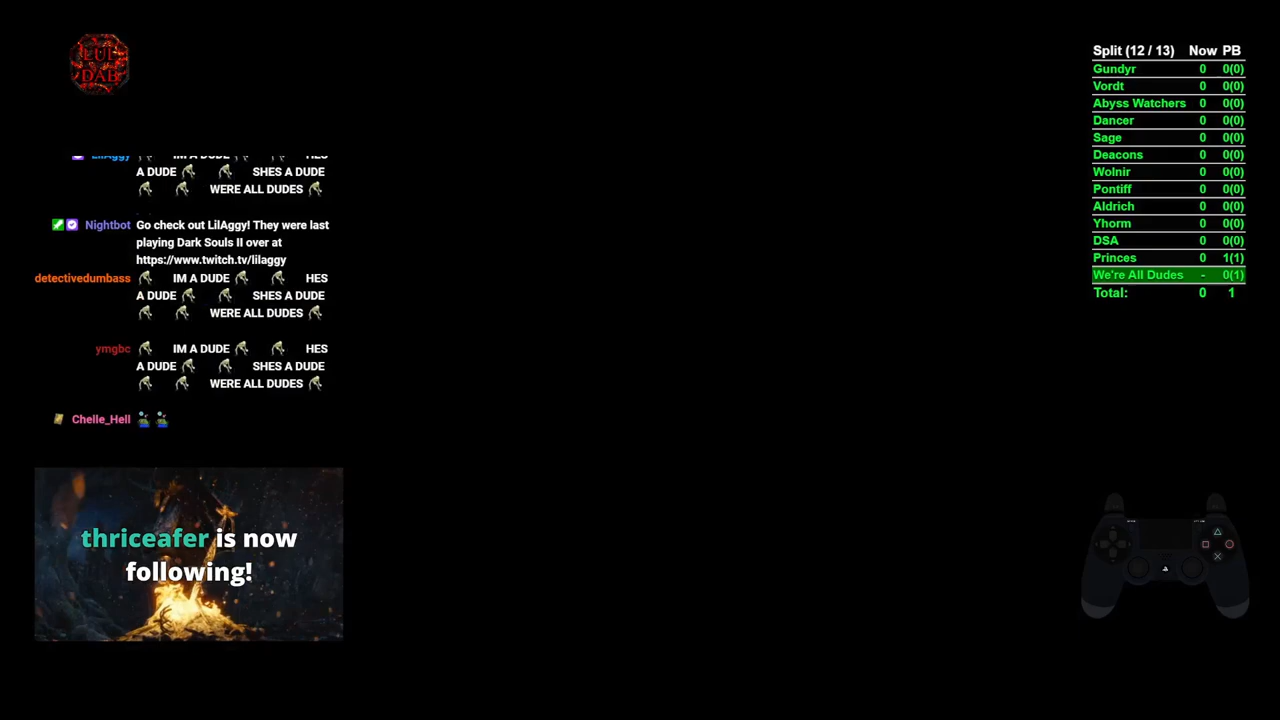 LUL
DAB
LilAggy IM A DUDE HES
A DUDE SHES A DUDE
WERE ALL DUDES
Nightbot Go check out LilAggy! They were last
playing Dark Souls II over at
https://www.twitch.tv/lilaggy
detectivedumbass IM A DUDE HES
A DUDE SHES A DUDE
WERE ALL DUDES
ymgbc IM A DUDE HES
A DUDE SHES A DUDE
WERE ALL DUDES
thriceafer is now
following!
Split (12 / 13) Now PB
Gundyr 0 0(0)
Vordt 0 0(0)
Abyss Watchers 0 0(0)
Dancer 0 0(0)
Sage 0 0(0)
Deacons 0 0(0)
Wolnir 0 0(0)
Pontiff 0 0(0)
Aldrich 0 0(0)
Yhorm 0 0(0)
DSA 0 0(0)
Princes 0 1(1)
We're All Dudes - 0(1)
Total: 0 1